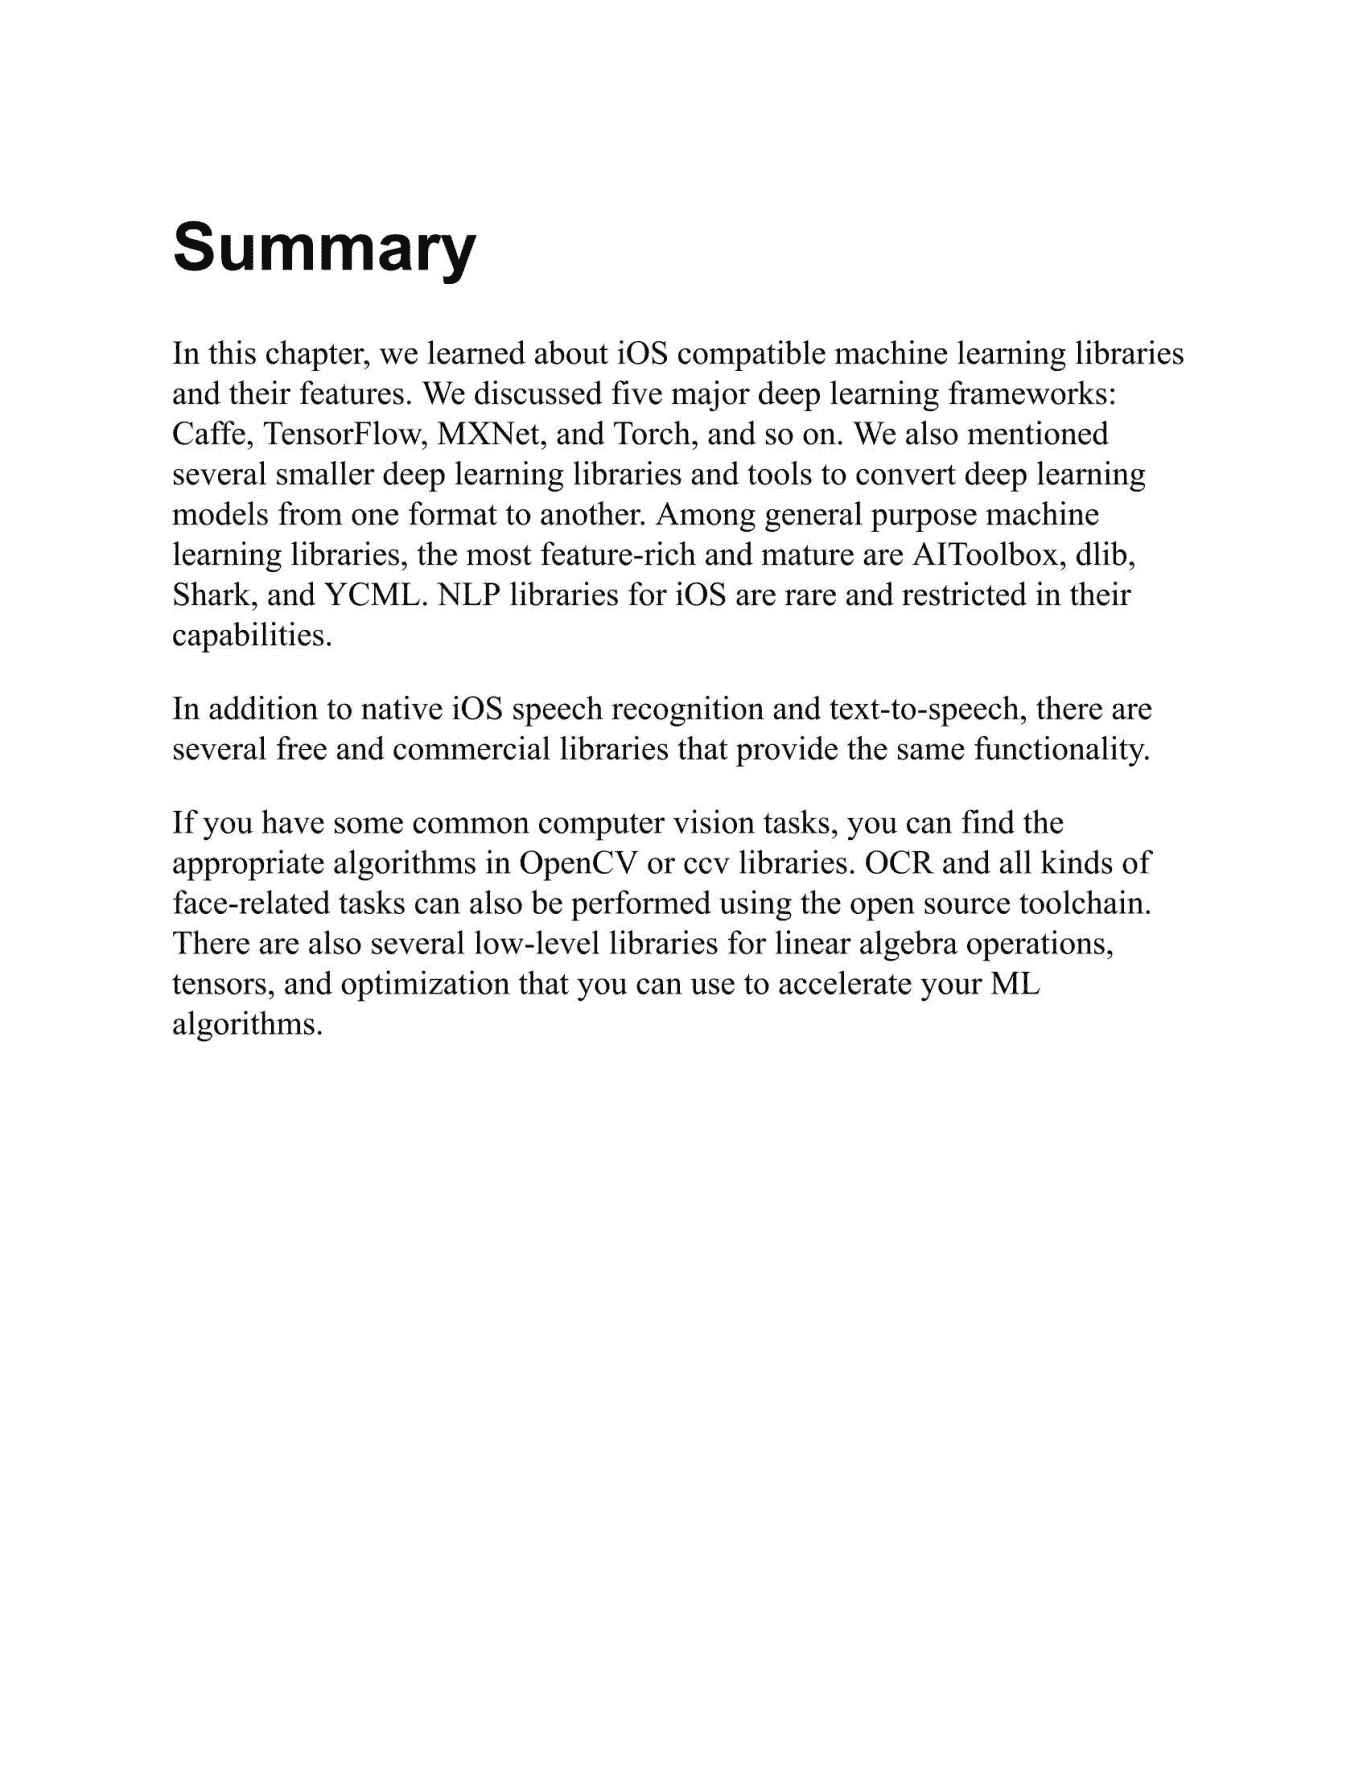 Summary
In this chapter, we learned about iOS compatible machine learning libraries
and their features. We discussed five major deep learning frameworks:
Caffe, TensorFlow, MXNet, and Torch, and so on. We also mentioned
several smaller deep learning libraries and tools to convert deep learning
models from one format to another. Among general purpose machine
learning libraries, the most feature-rich and mature are AIToolbox, dlib,
Shark, and YCML. NLP libraries for iOS are rare and restricted in their
capabilities.
In addition to native iOS speech recognition and text-to-speech, there are
several free and commercial libraries that provide the same functionality.
If you have some common computer vision tasks, you can find the
appropriate algorithms in OpenCV or ccv libraries. OCR and all kinds of
face-related tasks can also be performed using the open source toolchain.
There are also several low-level libraries for linear algebra operations,
tensors, and optimization that you can use to accelerate your ML
algorithms.